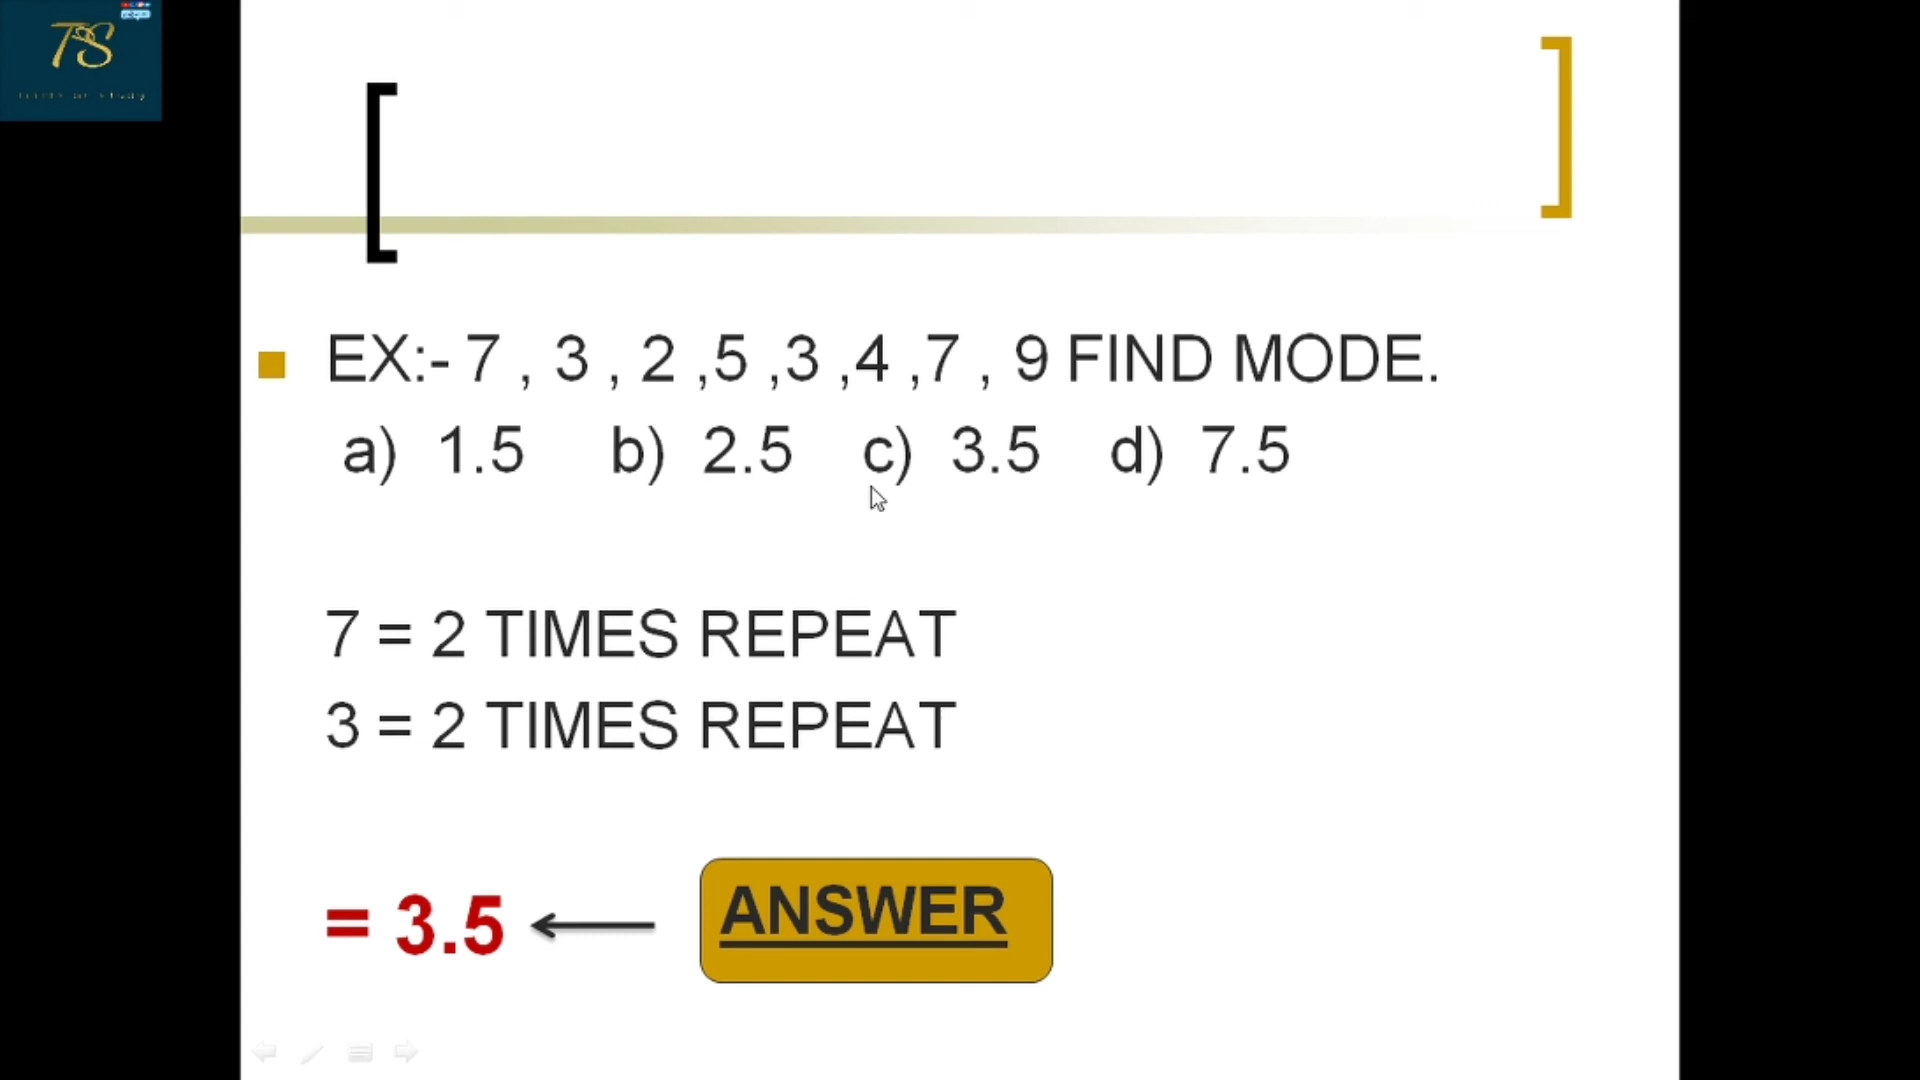 TS
EX:- 7 , 3 , 2 ,5 ,3 ,4 ,7 , 9 FIND MODE.
a) 1.5 b) 2.5 c) 3.5 d) 7.5
7 = 2 TIMES REPEAT
3 = 2 TIMES REPEAT
= 3.5
ANSWER